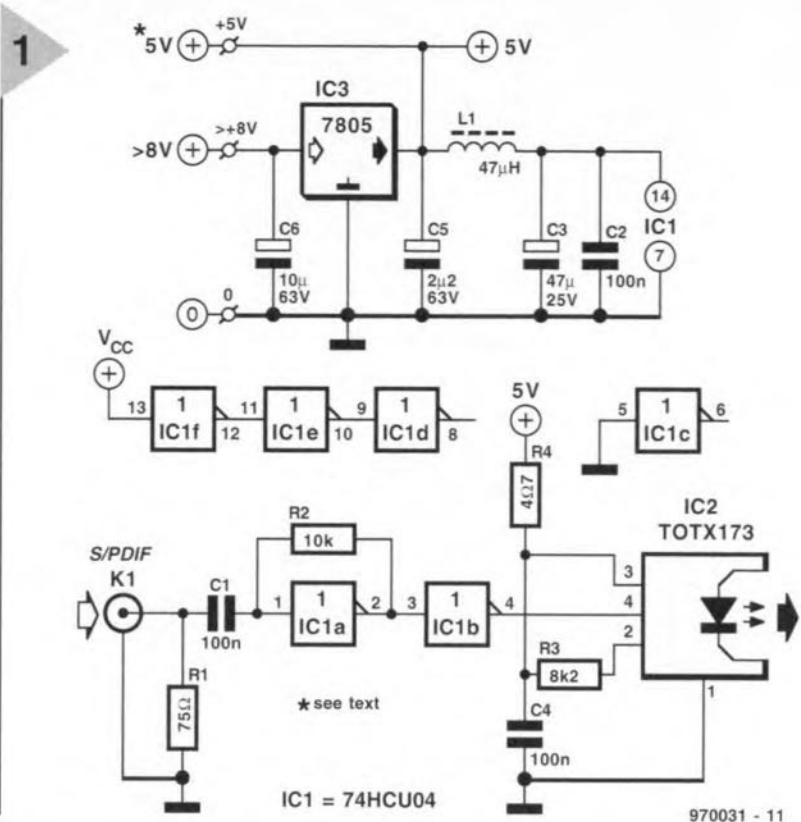 1
* 5V + +5V + 5V
IC3
7805
>8V + >+8V
L1
47µH
14
IC1
7
C6
10µ
63V
C5
2µ2
63V
C3
47µ
25V
C2
100n
0 0
VCC
+
13 1 IC1f 12
11 1 IC1e 10
9 1 IC1d 8
5V
+
5 1 IC1c 6
R4
4Ω7
IC2
TOTX173
R2
10k
S/PDIF
K1
C1
100n
1 1 IC1a 2
3 1 IC1b 4
3
4
2
R3
8k2
1
R1
75Ω
* see text
C4
100n
IC1 = 74HCU04
970031 - 11